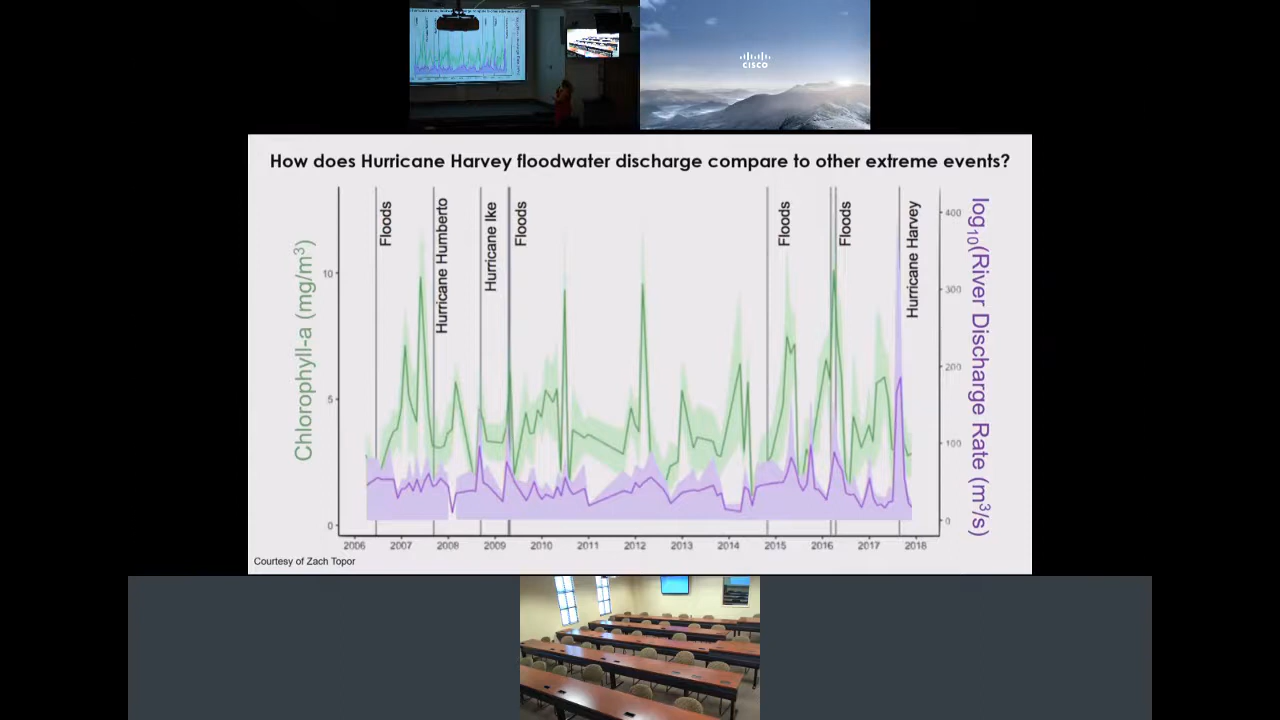 CISCO
How does Hurricane Harvey floodwater discharge compare to other extreme events?
Chlorophyll-a (mg/m³)
10
5
0
Floods
Hurricane Humberto
Hurricane Ike
Floods
Floods
Floods
Hurricane Harvey
400
300
200
100
0
log₁₀(River Discharge Rate (m³/s)
2006 2007 2008 2009 2010 2011 2012 2013 2014 2015 2016 2017 2018
Courtesy of Zach Topor